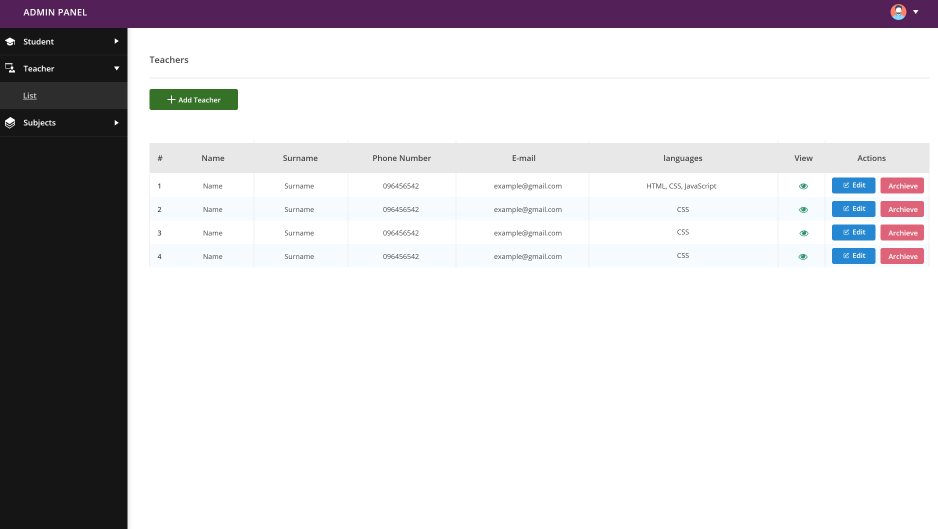 ADMIN PANEL
Student
Teacher
List
Subjects
Teachers
Add Teacher
# Name Surname Phone Number E-mail languages View Actions
1 Name Surname 096456542 example@gmail.com HTML, CSS, JavaScript Edit Archieve
2 Name Surname 096456542 example@gmail.com CSS Edit Archieve
3 Name Surname 096456542 example@gmail.com CSS Edit Archieve
4 Name Surname 096456542 example@gmail.com CSS Edit Archieve